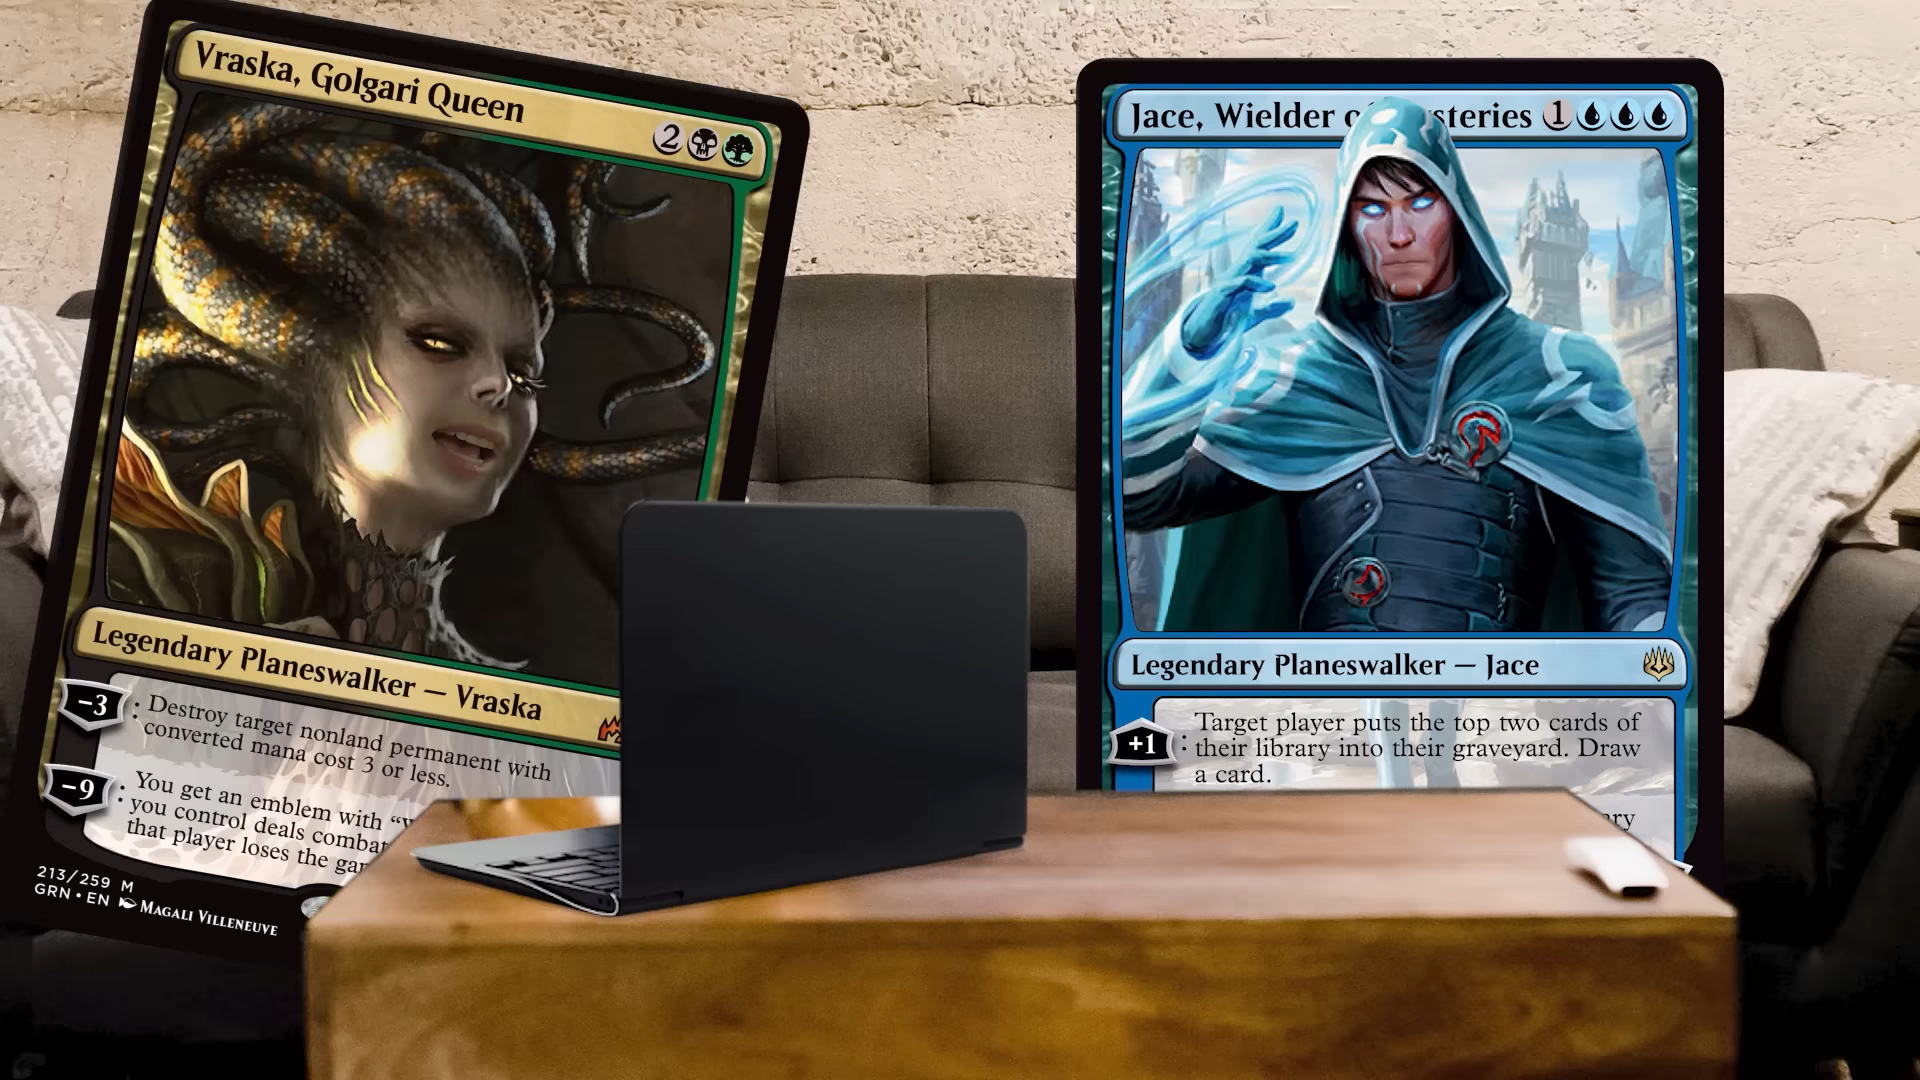 Vraska, Golgari Queen
2
Legendary Planeswalker – Vraska
-3 : Destroy target nonland permanent with
converted mana cost 3 or less.
-9 : You get an emblem with “
you control deals combat
that player loses the
213/259 M
GRN • EN Magali Villeneuve
Jace, Wielder 1
Legendary Planeswalker – Jace
+1 : Target player puts the top two cards of
their library into their graveyard. Draw
a card.